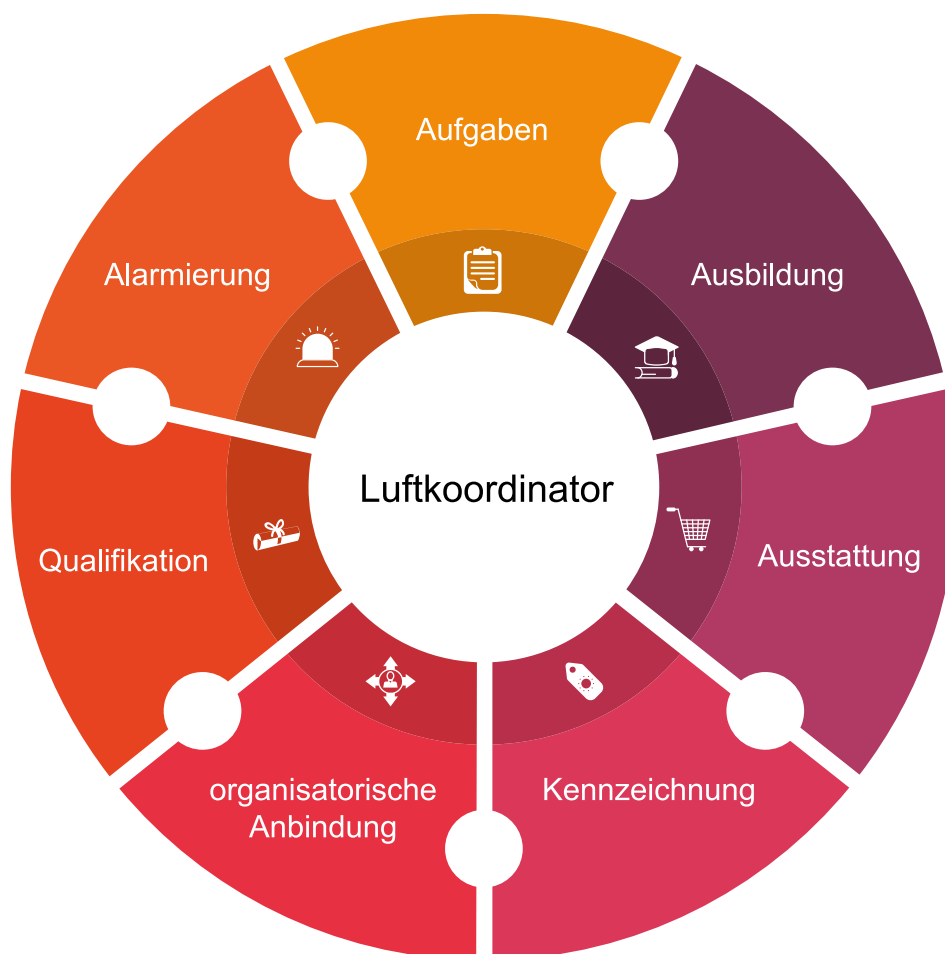 Aufgaben
Alarmierung
Ausbildung
Luftkoordinator
Qualifikation
Ausstattung
organisatorische
Anbindung
Kennzeichnung